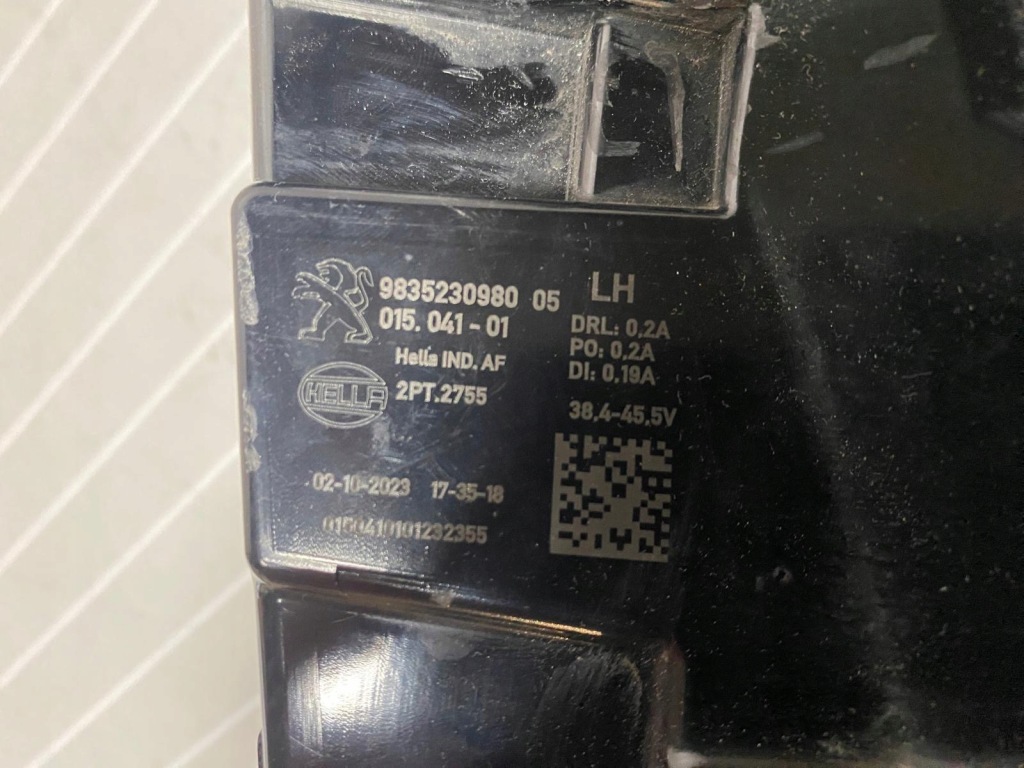 9835230980 05
015.041-01
Hella IND. AF
HELLA
2PT.2755
02-10-2023 17-35-18
0150410101232355
LH
DRL: 0,2A
PO: 0,2A
DI: 0,19A
38,4-45,5V